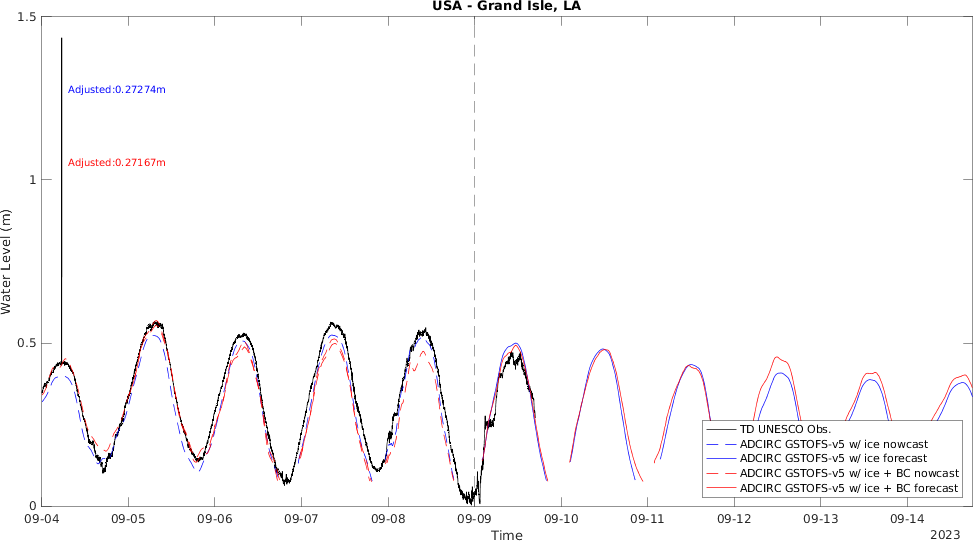 USA - Grand Isle, LA
1.5
Adjusted:0.27274m
Adjusted:0.27167m
1
Water Level (m)
0.5
TD UNESCO Obs.
ADCIRC GSTOFS-v5 w/ ice nowcast
ADCIRC GSTOFS-v5 w/ ice forecast
ADCIRC GSTOFS-v5 w/ ice + BC nowcast
ADCIRC GSTOFS-v5 w/ ice + BC forecast
0
09-04 09-05 09-06 09-07 09-08 09-09 09-10 09-11 09-12 09-13 09-14
Time
2023